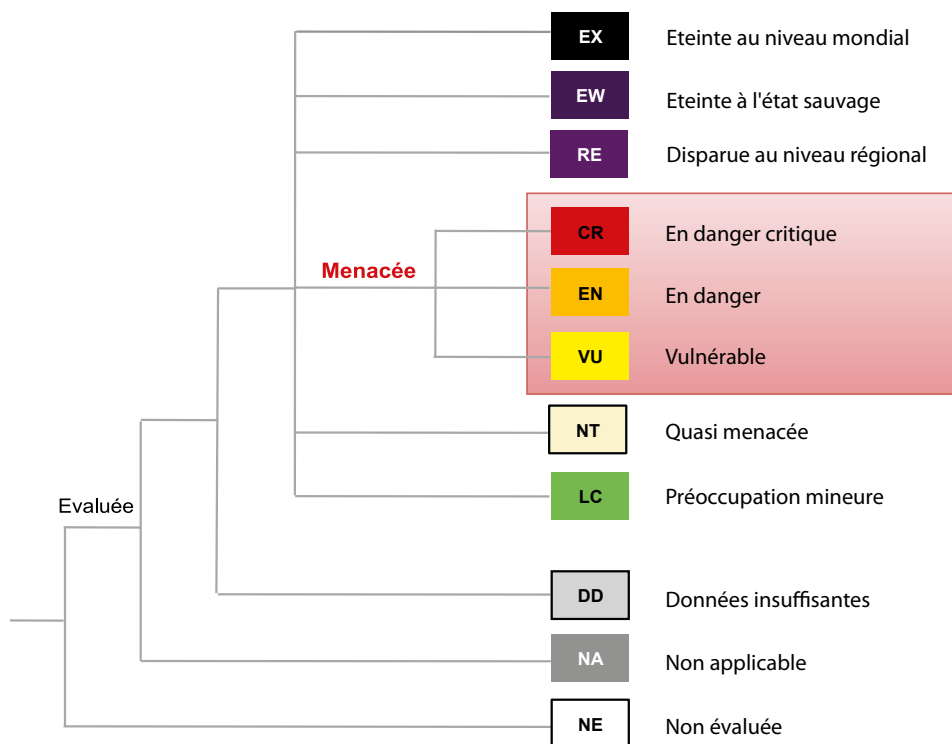 EX Eteinte au niveau mondial
EW Eteinte à l'état sauvage
RE Disparue au niveau régional
CR En danger critique
Menacée
EN En danger
VU Vulnérable
NT Quasi menacée
LC Préoccupation mineure
Evaluée
DD Données insuffisantes
NA Non applicable
NE Non évaluée